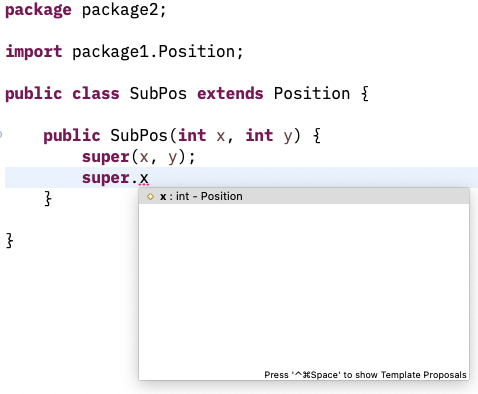 package package2;
import package1.Position;
public class SubPos extends Position {
public SubPos(int x, int y) {
super(x, y);
super.x
x : int - Position
}
}
Press '^⌘Space' to show Template Proposals